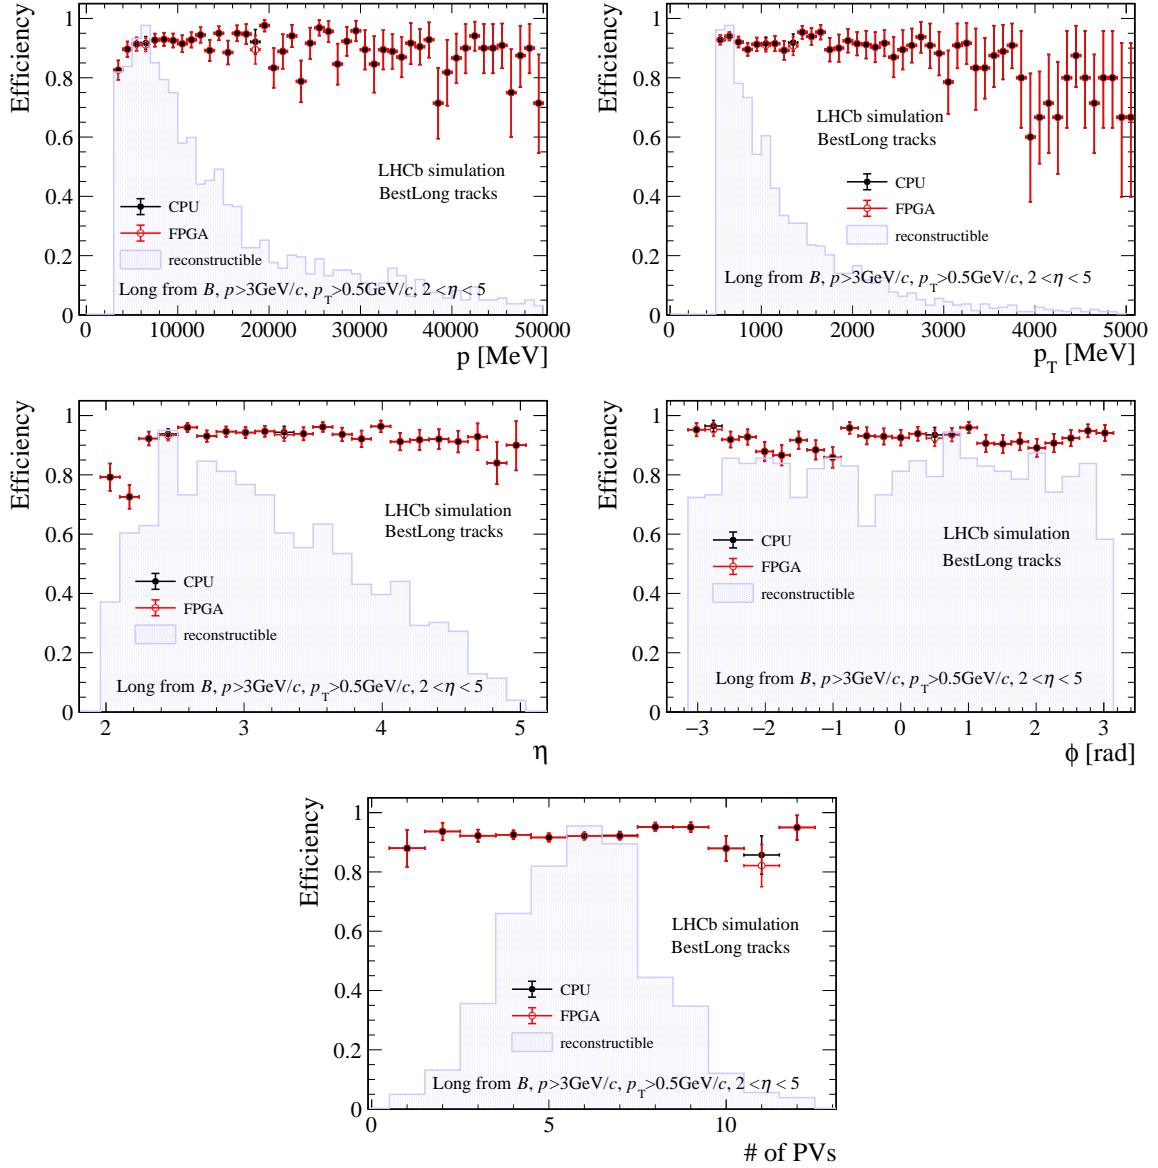 Efficiency
1
0.8
0.6
0.4
0.2
0
LHCb simulation
BestLong tracks
CPU
FPGA
reconstructible
Long from B, p>3GeV/c, p_T>0.5GeV/c, 2 <η< 5
0 10000 20000 30000 40000 50000
p [MeV]
Efficiency
1
0.8
0.6
0.4
0.2
0
LHCb simulation
BestLong tracks
CPU
FPGA
reconstructible
Long from B, p>3GeV/c, p_T>0.5GeV/c, 2 <η< 5
0 1000 2000 3000 4000 5000
p_T [MeV]
Efficiency
1
0.8
0.6
0.4
0.2
0
LHCb simulation
BestLong tracks
CPU
FPGA
reconstructible
Long from B, p>3GeV/c, p_T>0.5GeV/c, 2 <η< 5
2 3 4 5
η
Efficiency
1
0.8
0.6
0.4
0.2
0
LHCb simulation
BestLong tracks
CPU
FPGA
reconstructible
Long from B, p>3GeV/c, p_T>0.5GeV/c, 2 <η< 5
−3 −2 −1 0 1 2 3
ϕ [rad]
Efficiency
1
0.8
0.6
0.4
0.2
0
LHCb simulation
BestLong tracks
CPU
FPGA
reconstructible
Long from B, p>3GeV/c, p_T>0.5GeV/c, 2 <η< 5
0 5 10
# of PVs